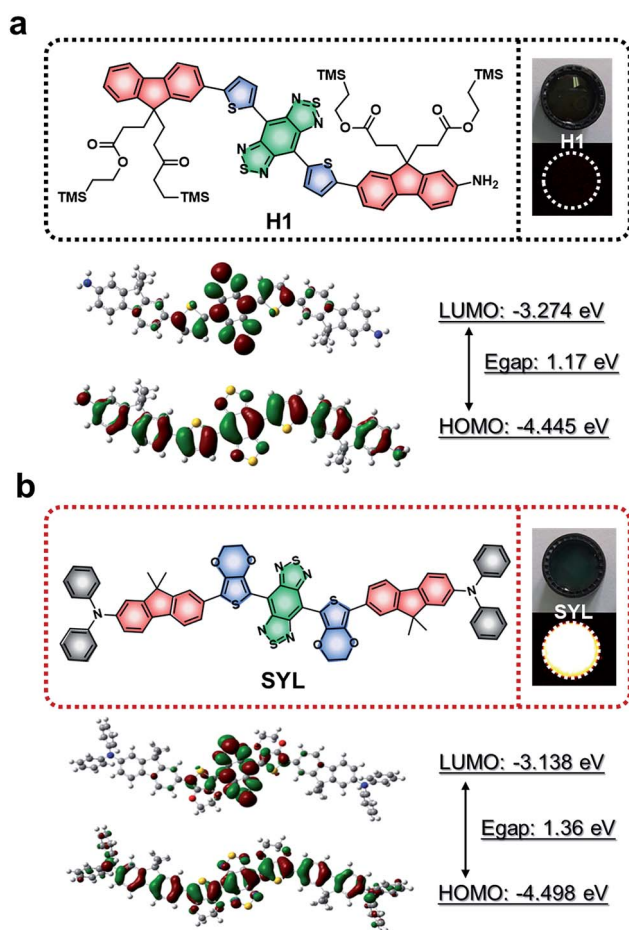 a
TMS
TMS
S
N
S
N
O
O
O
O
O
O
N
S
N
S
O
TMS
TMS
NH2
H1
H1
LUMO: -3.274 eV
Egap: 1.17 eV
HOMO: -4.445 eV
b
O
O
N
S
N
N
S
N
N
S
N
S
O
O
SYL
SYL
LUMO: -3.138 eV
Egap: 1.36 eV
HOMO: -4.498 eV